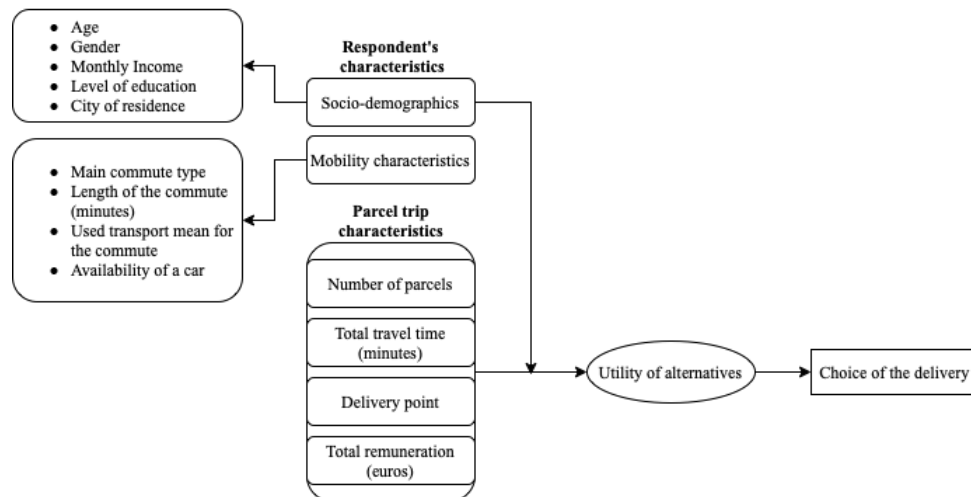 Age
Gender
Monthly Income
Level of education
City of residence
Respondent's
characteristics
Socio-demographics
Mobility characteristics
Main commute type
Length of the commute
(minutes)
Used transport mean for
the commute
Availability of a car
Parcel trip
characteristics
Number of parcels
Total travel time
(minutes)
Delivery point
Total remuneration
(euros)
Utility of alternatives
Choice of the delivery